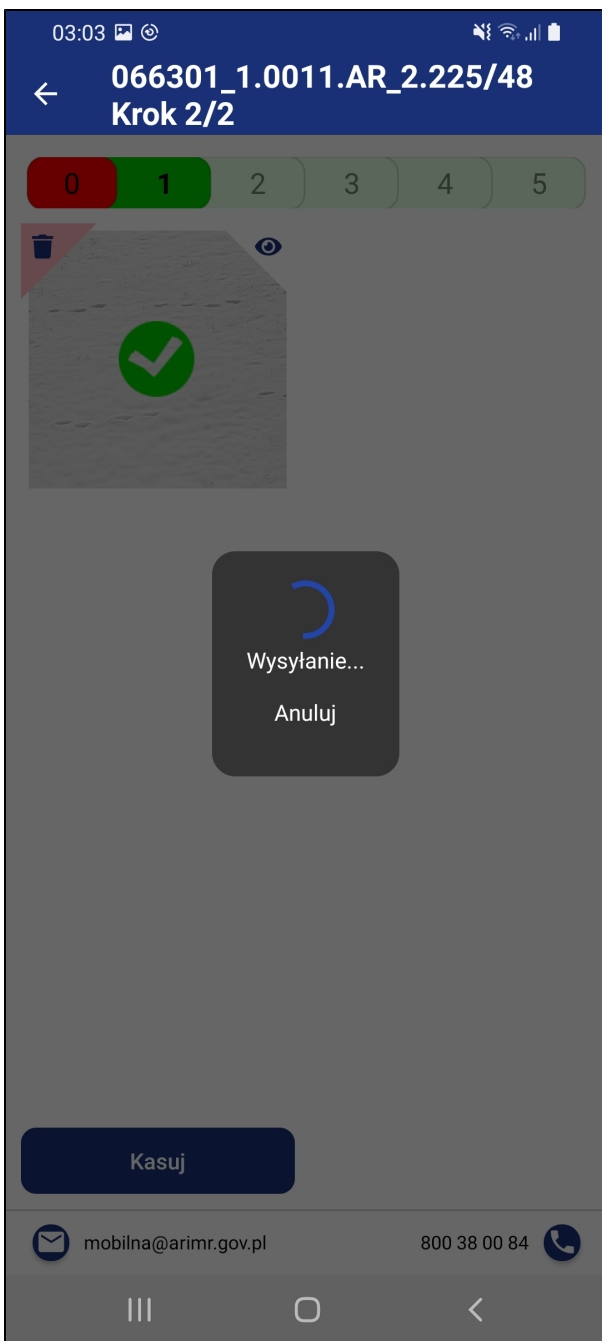 03:03
066301_1.0011.AR_2.225/48
Krok 2/2
0 1 2 3 4 5
Wysyłanie...
Anuluj
Kasuj
mobilna@arimr.gov.pl 800 38 00 84